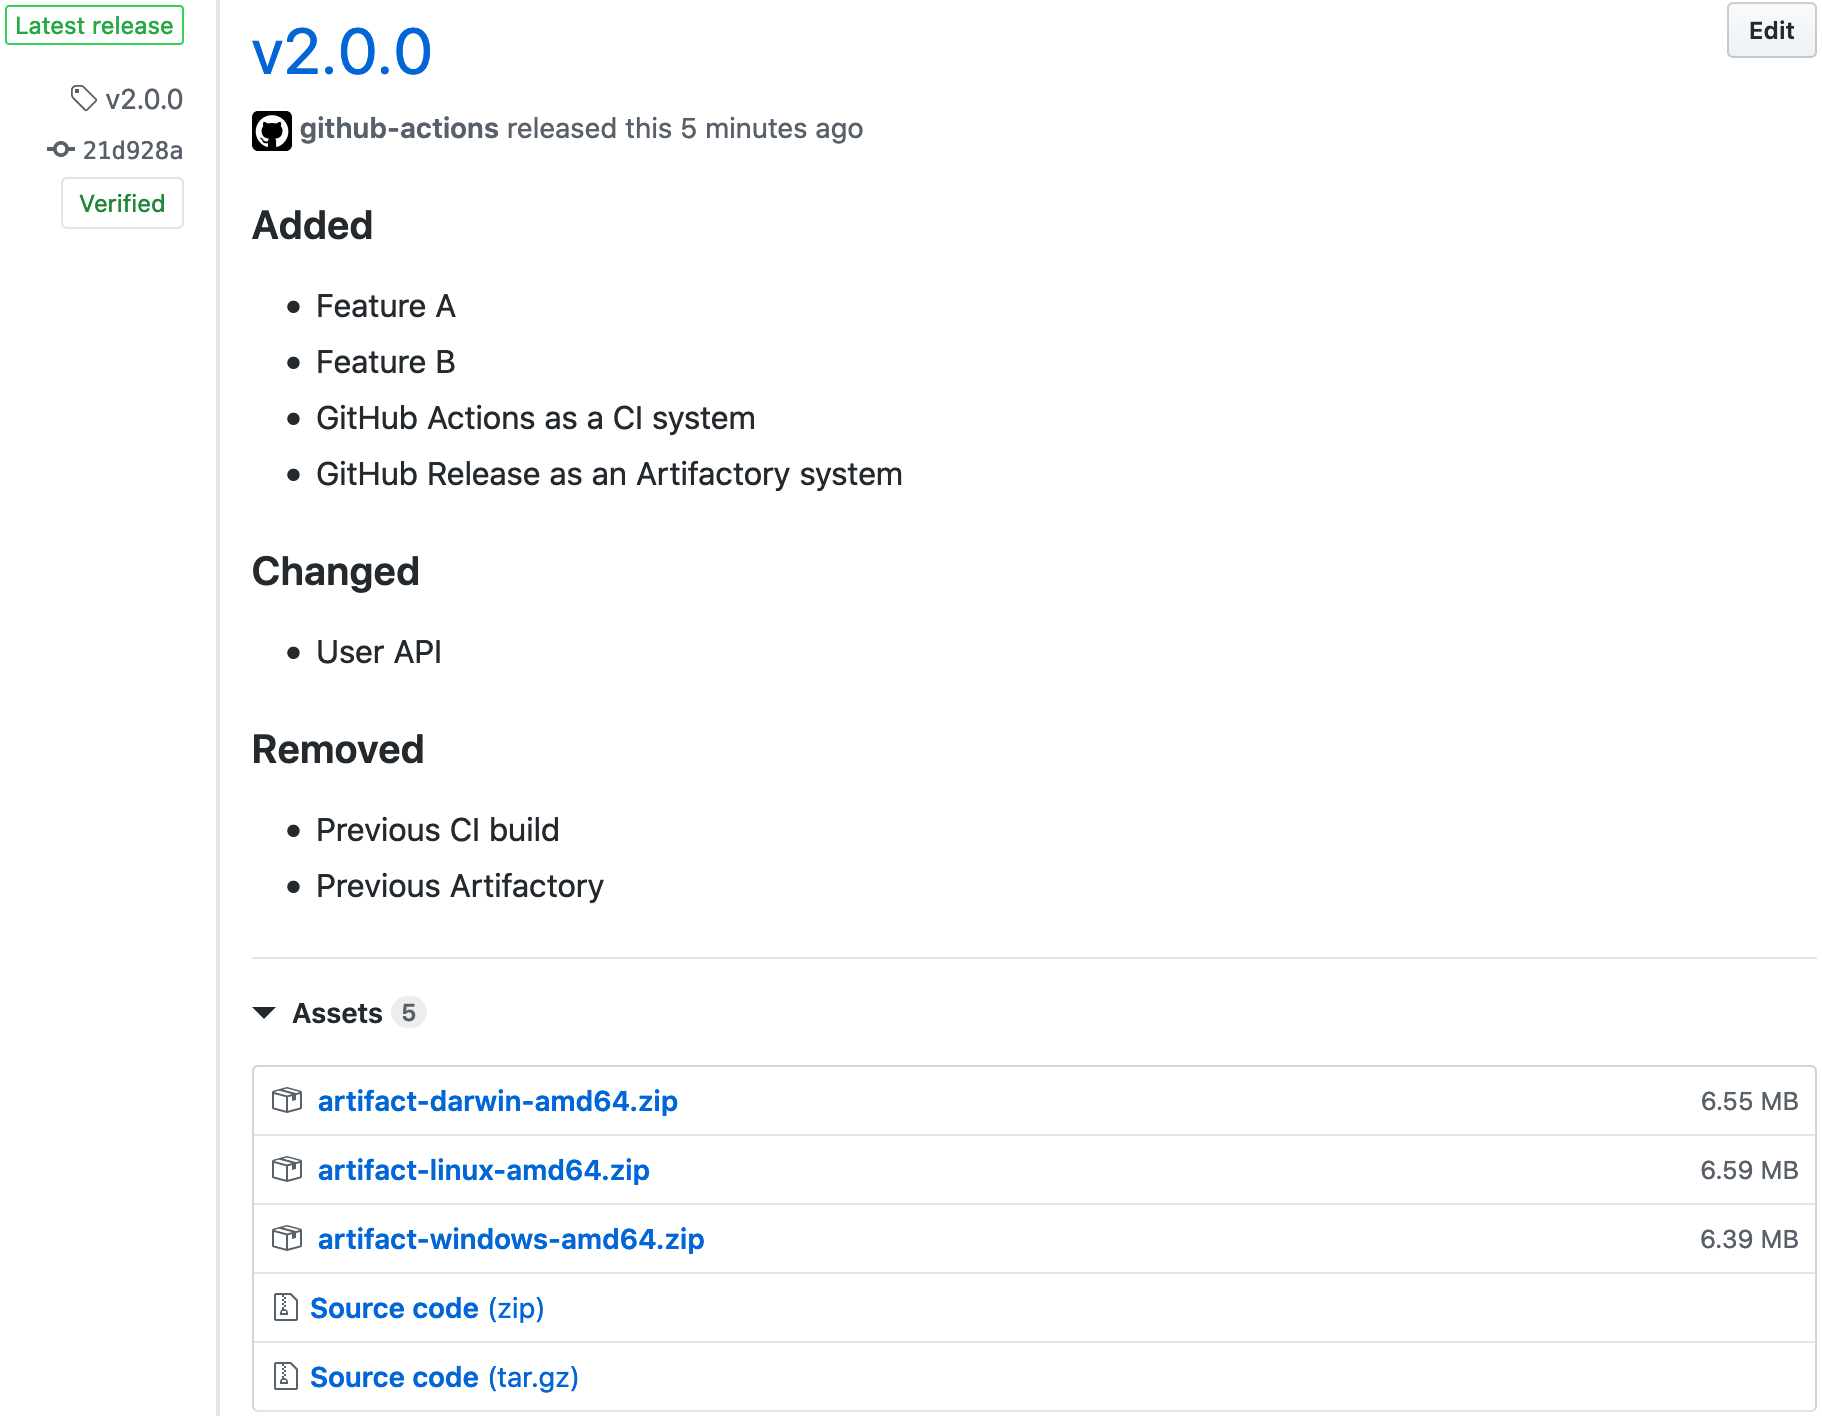 Latest release
v2.0.0
21d928a
Verified
v2.0.0
Edit
github-actions released this 5 minutes ago
Added
Feature A
Feature B
GitHub Actions as a CI system
GitHub Release as an Artifactory system
Changed
User API
Removed
Previous CI build
Previous Artifactory
Assets 5
artifact-darwin-amd64.zip 6.55 MB
artifact-linux-amd64.zip 6.59 MB
artifact-windows-amd64.zip 6.39 MB
Source code (zip)
Source code (tar.gz)